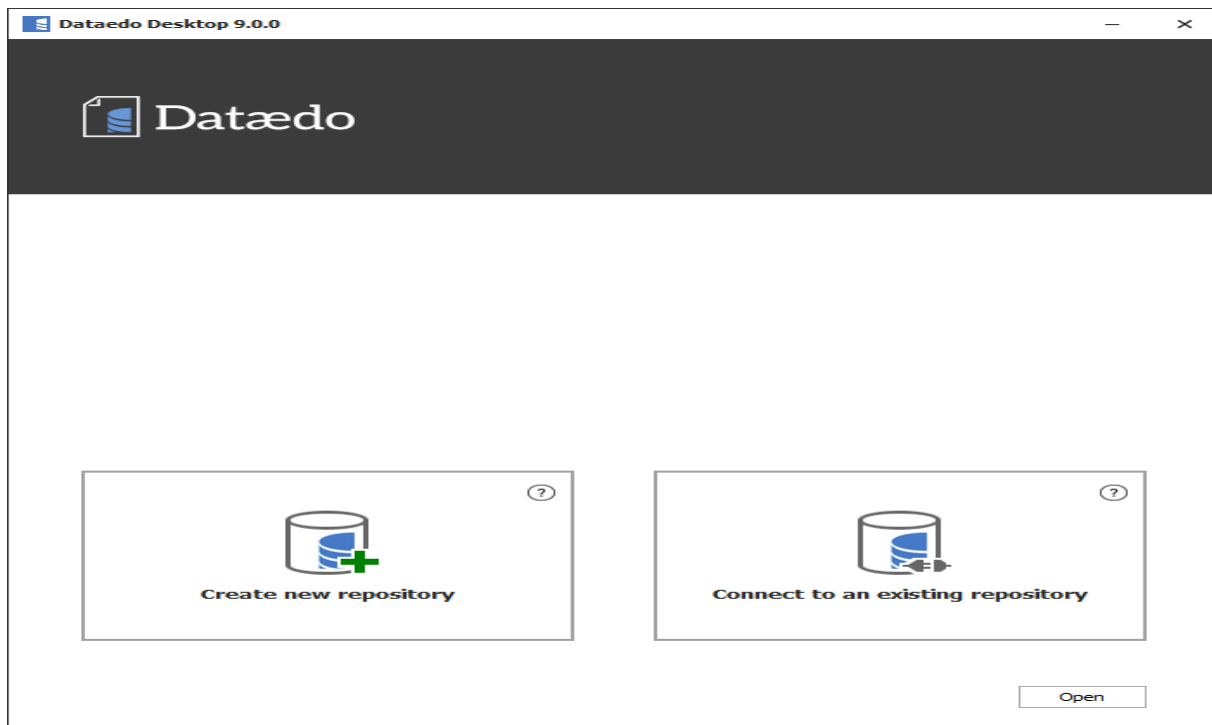 Dataedo Desktop 9.0.0
Datædo
?
?
Create new repository
Connect to an existing repository
Open